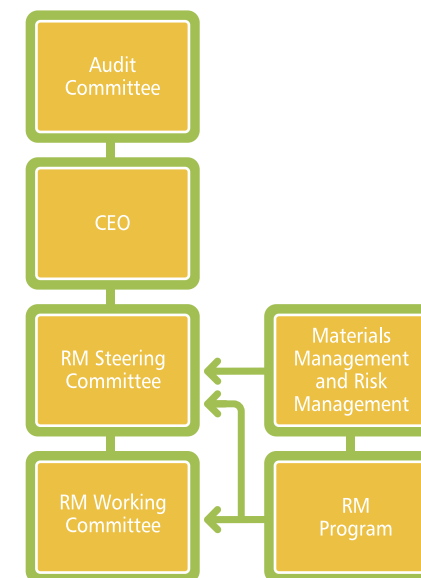 Audit
Committee
CEO
RM Steering
Committee
Materials
Management
and Risk
Management
RM Working
Committee
RM
Program